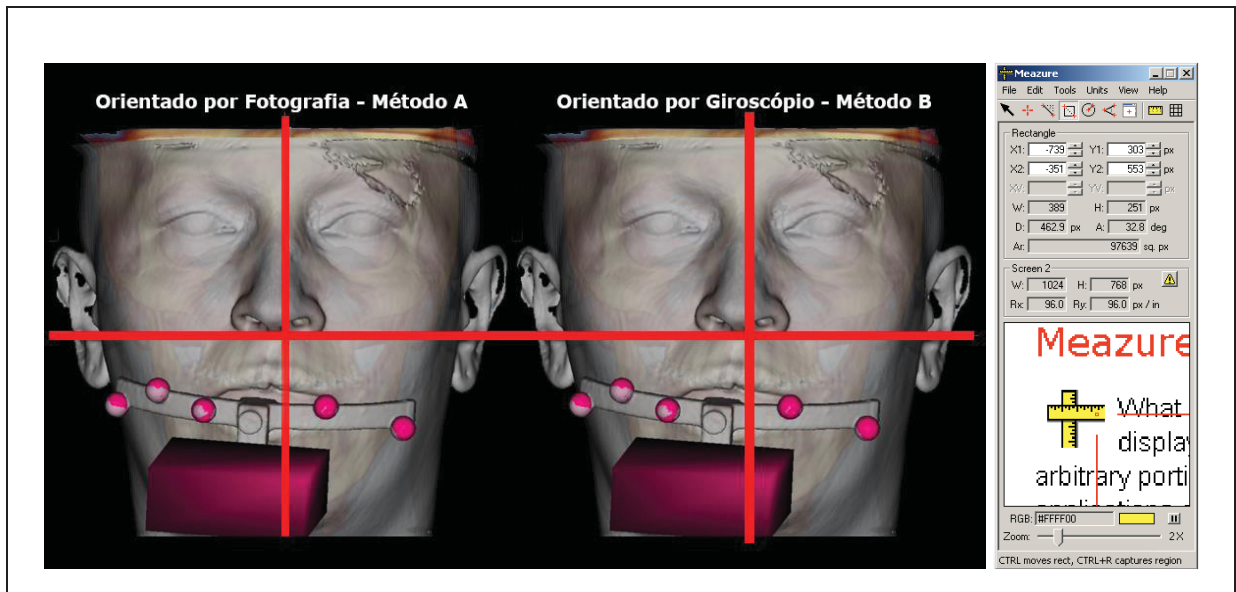 Orientado por Fotografia - Método A
Orientado por Giroscópio - Método B
Meazure
File Edit Tools Units View Help
Rectangle
X1: -739 Y1: 303 px
X2: -351 Y2: 553 px
XV: YV: px
W: 389 H: 251 px
D: 462.9 px A: 32.8 deg
Ar: 97639 sq. px
Screen 2
W: 1024 H: 768 px
Rx: 96.0 Ry: 96.0 px / in
Meazure
What
display
arbitrary porti
RGB: #FFFF00
Zoom: 2X
CTRL moves rect, CTRL+R captures region